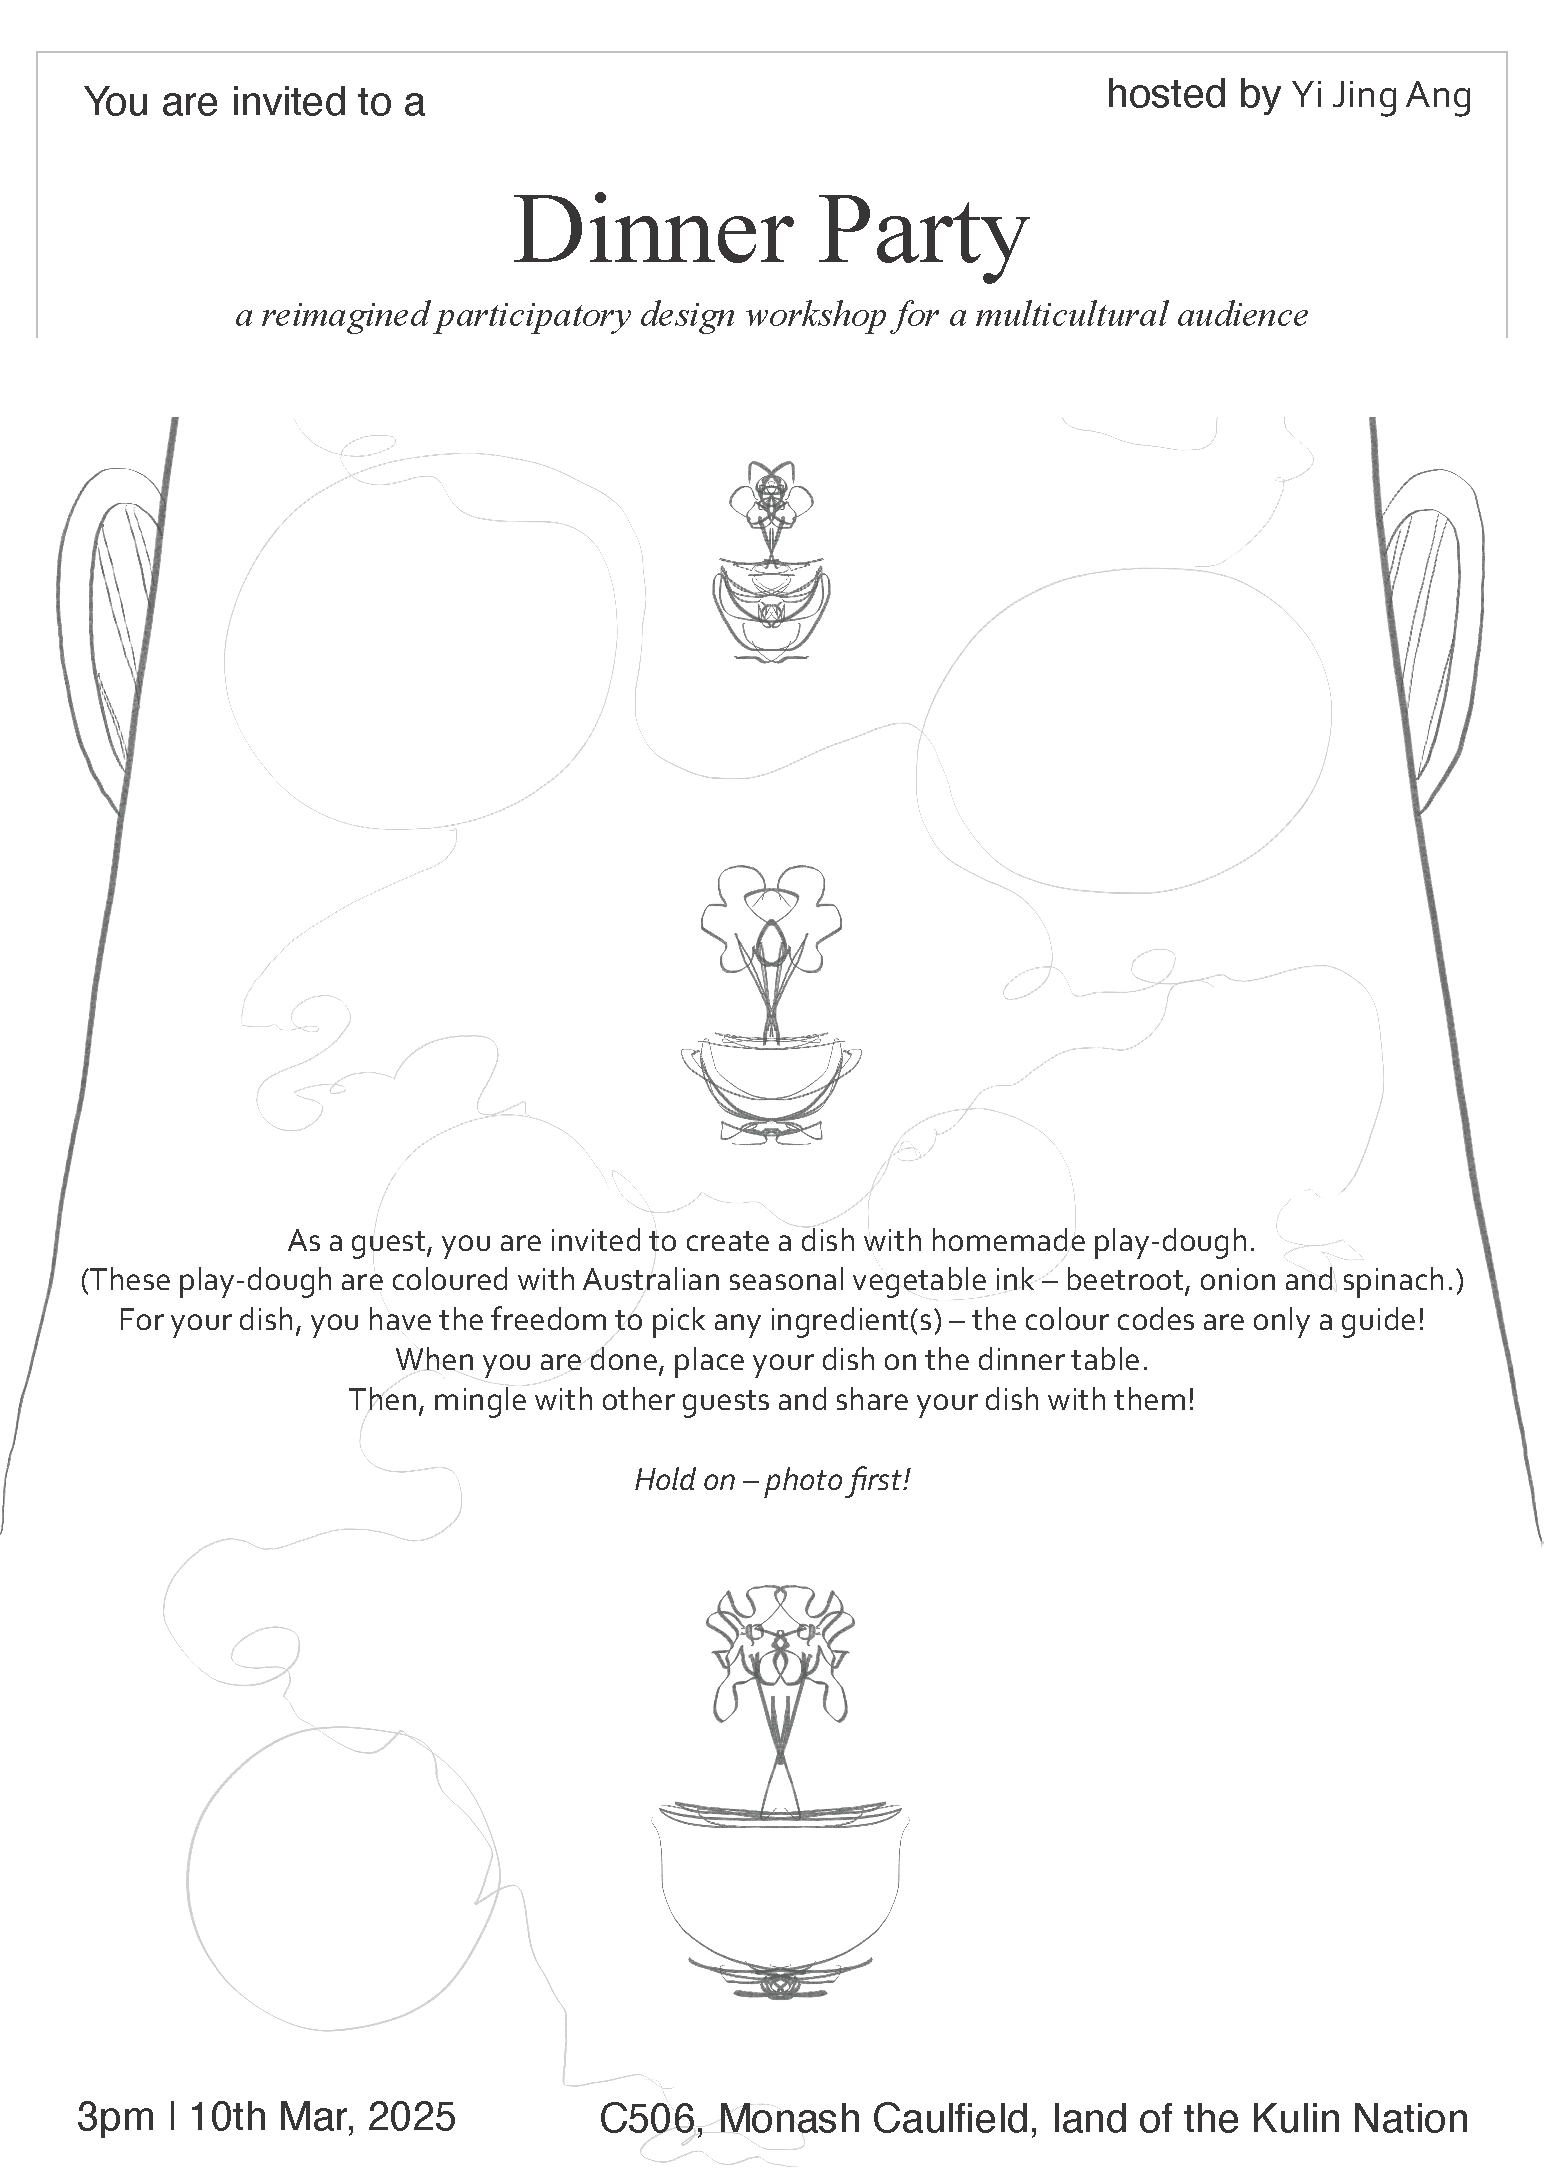 You are invited to a
hosted by Yi Jing Ang
Dinner Party
a reimagined participatory design workshop for a multicultural audience
As a guest, you are invited to create a dish with homemade play-dough.
(These play-dough are coloured with Australian seasonal vegetable ink – beetroot, onion and spinach.)
For your dish, you have the freedom to pick any ingredient(s) – the colour codes are only a guide!
When you are done, place your dish on the dinner table.
Then, mingle with other guests and share your dish with them!
Hold on – photo first!
3pm | 10th Mar, 2025
C506, Monash Caulfield, land of the Kulin Nation